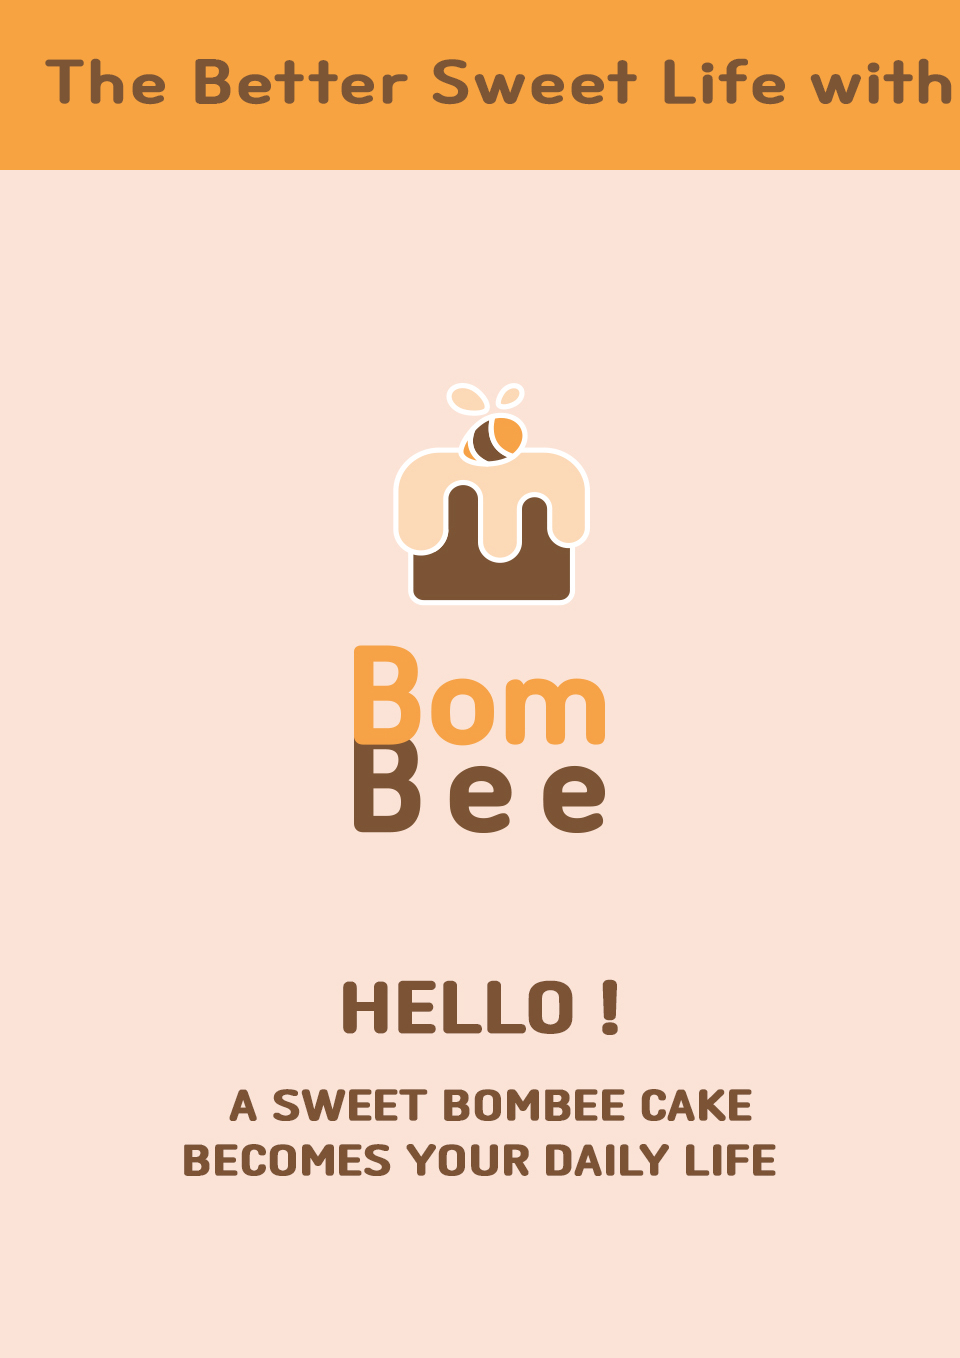 The Better Sweet Life with
Bom
Bee
HELLO !
A SWEET BOMBEE CAKE
BECOMES YOUR DAILY LIFE